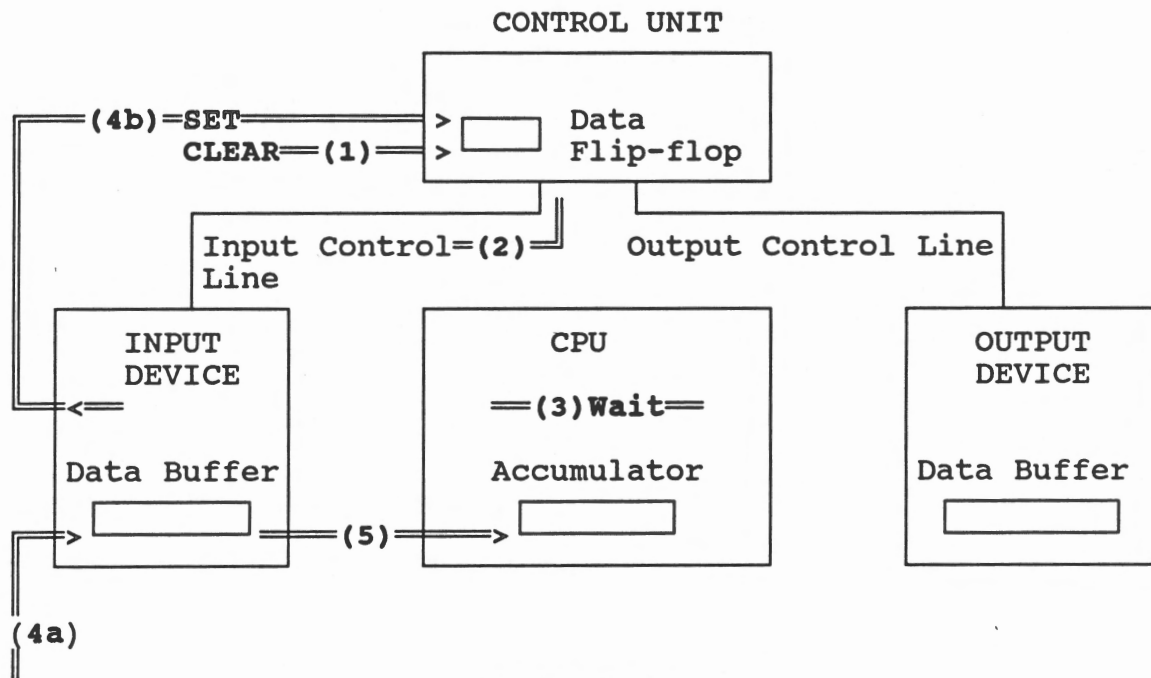 CONTROL UNIT
(4b) SET > Data
CLEAR (1) > Flip-flop
Input Control (2) Output Control Line
Line
INPUT CPU OUTPUT
DEVICE DEVICE
< (3)Wait
Data Buffer Accumulator Data Buffer
> (5) >
(4a)